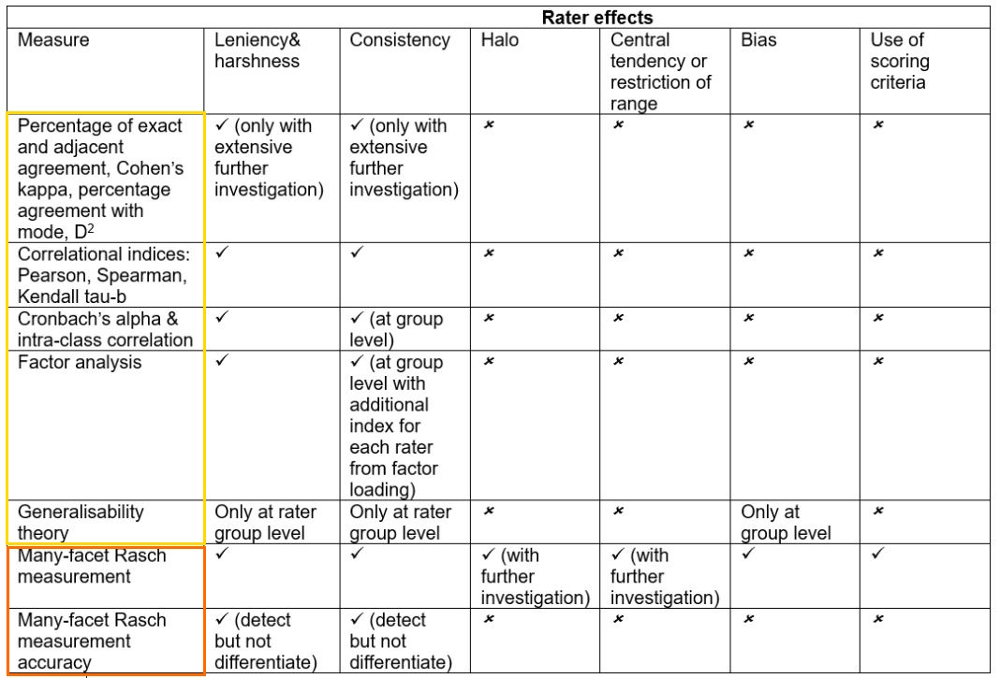 Rater effects
Measure
Leniency&
harshness
Consistency
Halo
Central
tendency or
restriction of
range
Bias
Use of
scoring
criteria
Percentage of exact
and adjacent
agreement, Cohen's
kappa, percentage
agreement with
mode, D²
✓ (only with
extensive
further
investigation)
✓ (only with
extensive
further
investigation)
✗
✗
✗
✗
Correlational indices:
Pearson, Spearman,
Kendall tau-b
✓
✓
✗
✗
✗
✗
Cronbach's alpha &
intra-class correlation
✓
✓ (at group
level)
✗
✗
✗
✗
Factor analysis
✓
✓ (at group
level with
additional
index for
each rater
from factor
loading)
✗
✗
✗
✗
Generalisability
theory
Only at rater
group level
Only at rater
group level
✗
✗
Only at
group level
✗
Many-facet Rasch
measurement
✓
✓
✓ (with
further
investigation)
✓ (with
further
investigation)
✓
✓
Many-facet Rasch
measurement
accuracy
✓ (detect
but not
differentiate)
✓ (detect
but not
differentiate)
✗
✗
✗
✗